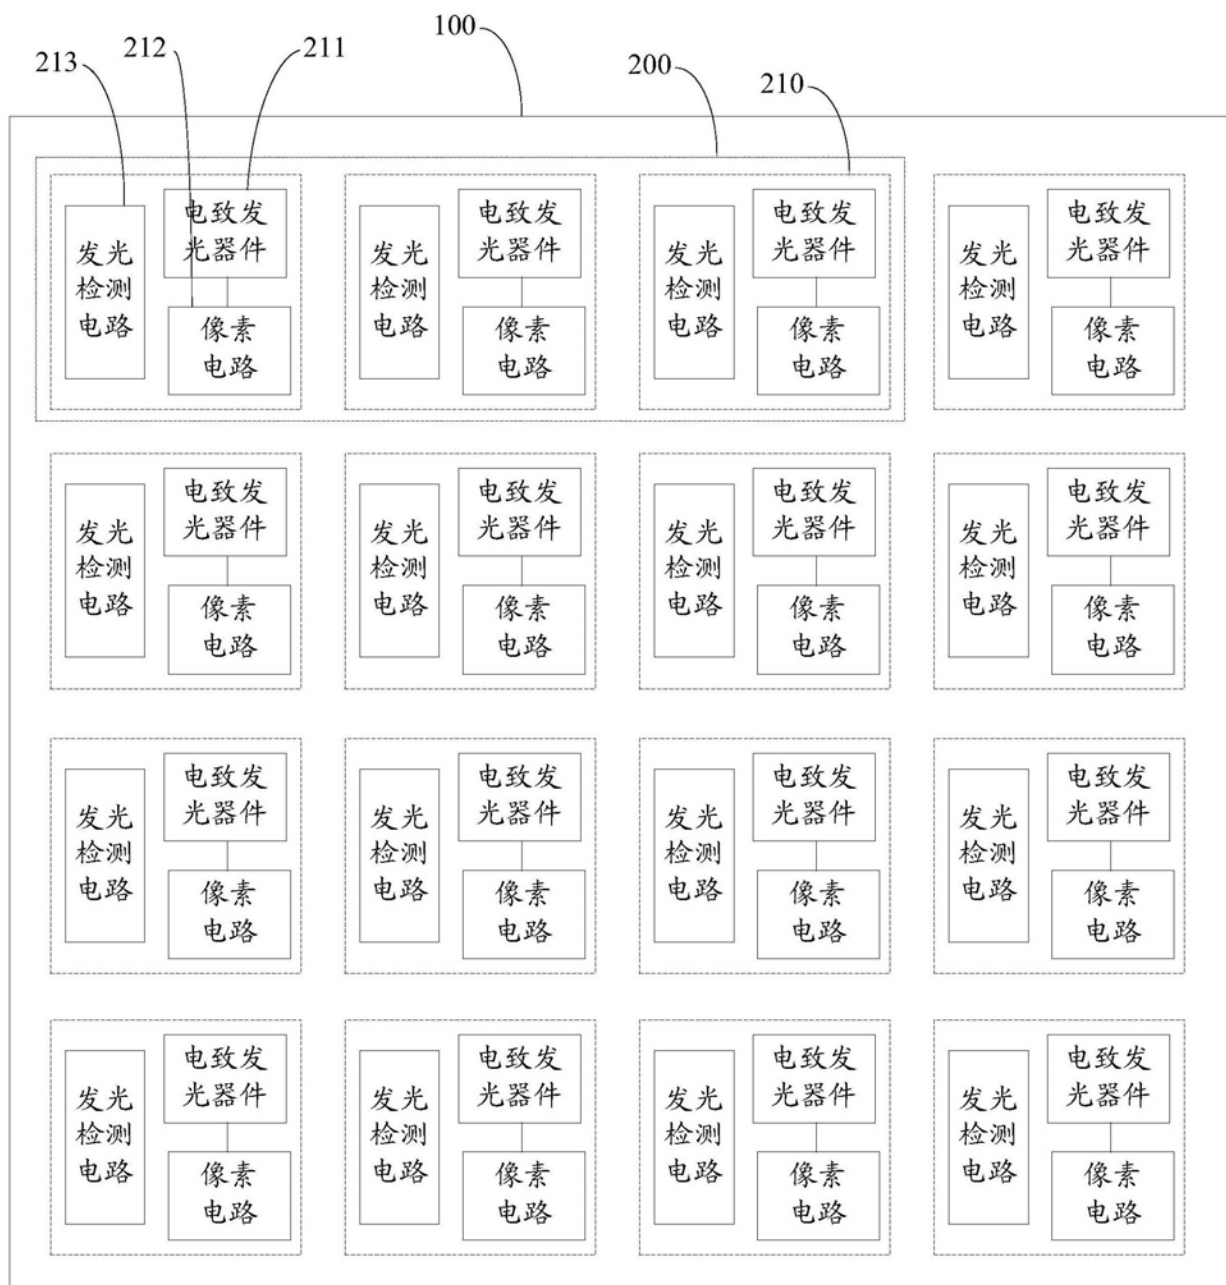 100
212
211
213
200
210
发光
检测
电路
电致发
光器件
像素
电路
发光
检测
电路
电致发
光器件
像素
电路
发光
检测
电路
电致发
光器件
像素
电路
发光
检测
电路
电致发
光器件
像素
电路
发光
检测
电路
电致发
光器件
像素
电路
发光
检测
电路
电致发
光器件
像素
电路
发光
检测
电路
电致发
光器件
像素
电路
发光
检测
电路
电致发
光器件
像素
电路
发光
检测
电路
电致发
光器件
像素
电路
发光
检测
电路
电致发
光器件
像素
电路
发光
检测
电路
电致发
光器件
像素
电路
发光
检测
电路
电致发
光器件
像素
电路
发光
检测
电路
电致发
光器件
像素
电路
发光
检测
电路
电致发
光器件
像素
电路
发光
检测
电路
电致发
光器件
像素
电路
发光
检测
电路
电致发
光器件
像素
电路